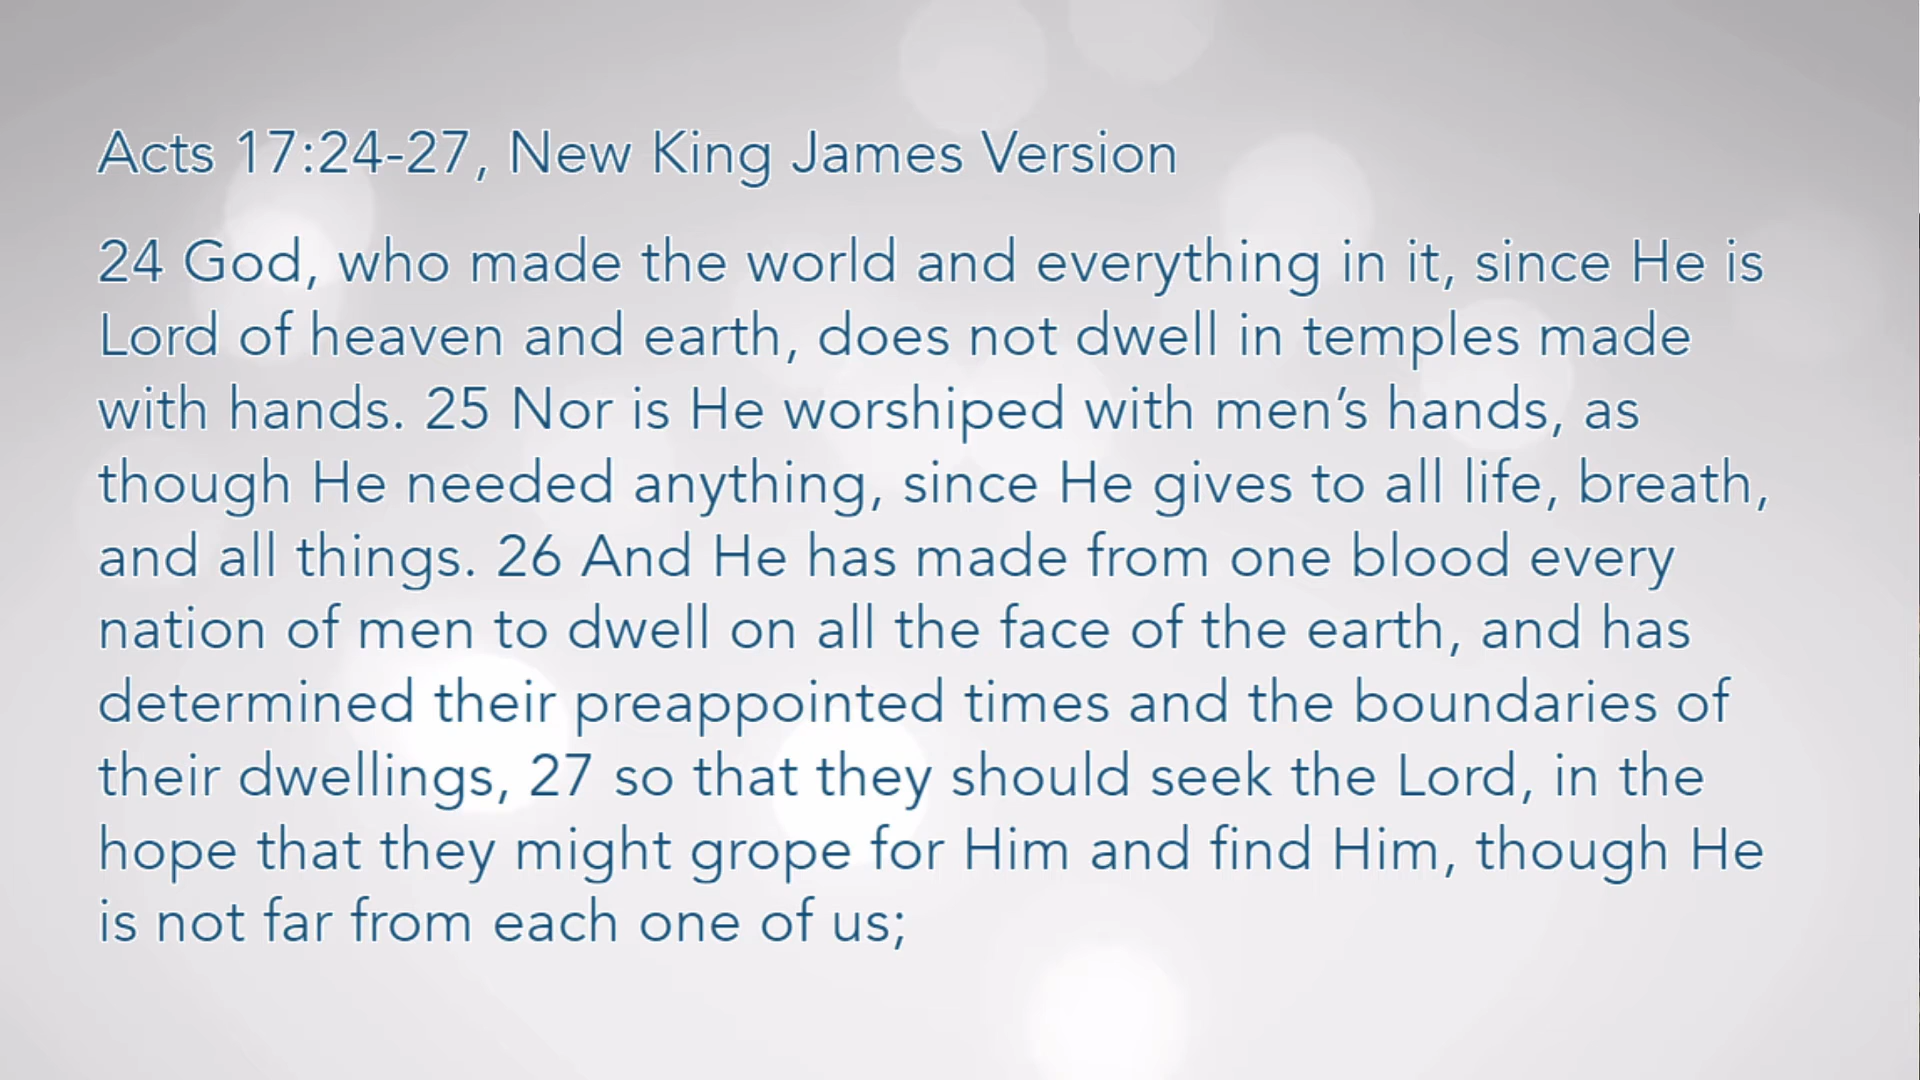 Acts 17:24-27, New King James Version
24 God, who made the world and everything in it, since He is
Lord of heaven and earth, does not dwell in temples made
with hands. 25 Nor is He worshiped with men’s hands, as
though He needed anything, since He gives to all life, breath,
and all things. 26 And He has made from one blood every
nation of men to dwell on all the face of the earth, and has
determined their preappointed times and the boundaries of
their dwellings, 27 so that they should seek the Lord, in the
hope that they might grope for Him and find Him, though He
is not far from each one of us;